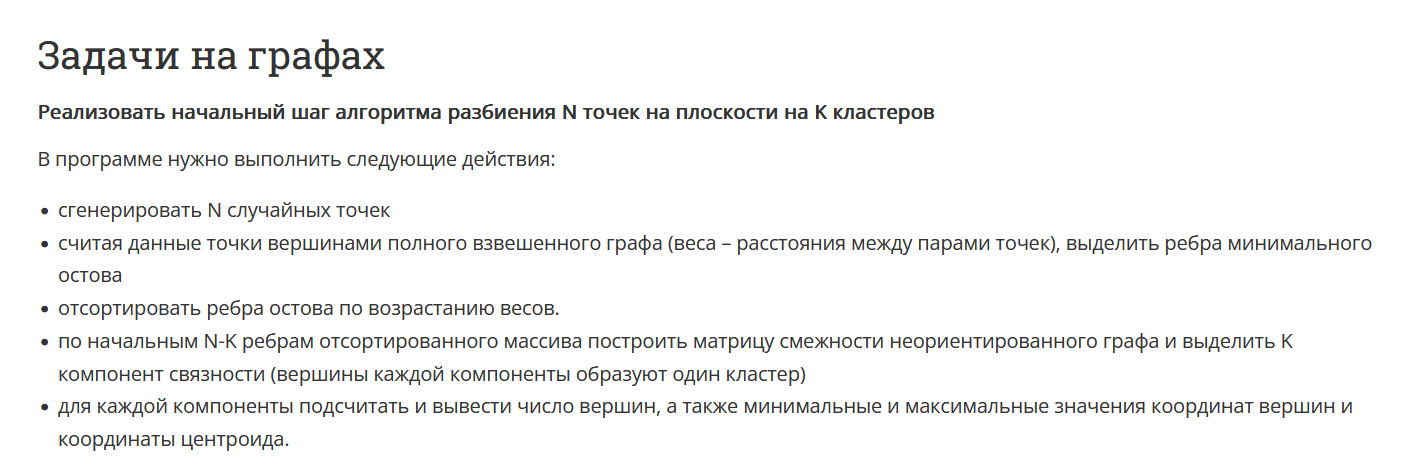 Задачи на графах
Реализовать начальный шаг алгоритма разбиения N точек на плоскости на K кластеров
В программе нужно выполнить следующие действия:
• сгенерировать N случайных точек
• считая данные точки вершинами полного взвешенного графа (веса – расстояния между парами точек), выделить ребра минимального
остова
• отсортировать ребра остова по возрастанию весов.
• по начальным N-K ребрам отсортированного массива построить матрицу смежности неориентированного графа и выделить K
компонент связности (вершины каждой компоненты образуют один кластер)
• для каждой компоненты подсчитать и вывести число вершин, а также минимальные и максимальные значения координат вершин и
координаты центроида.